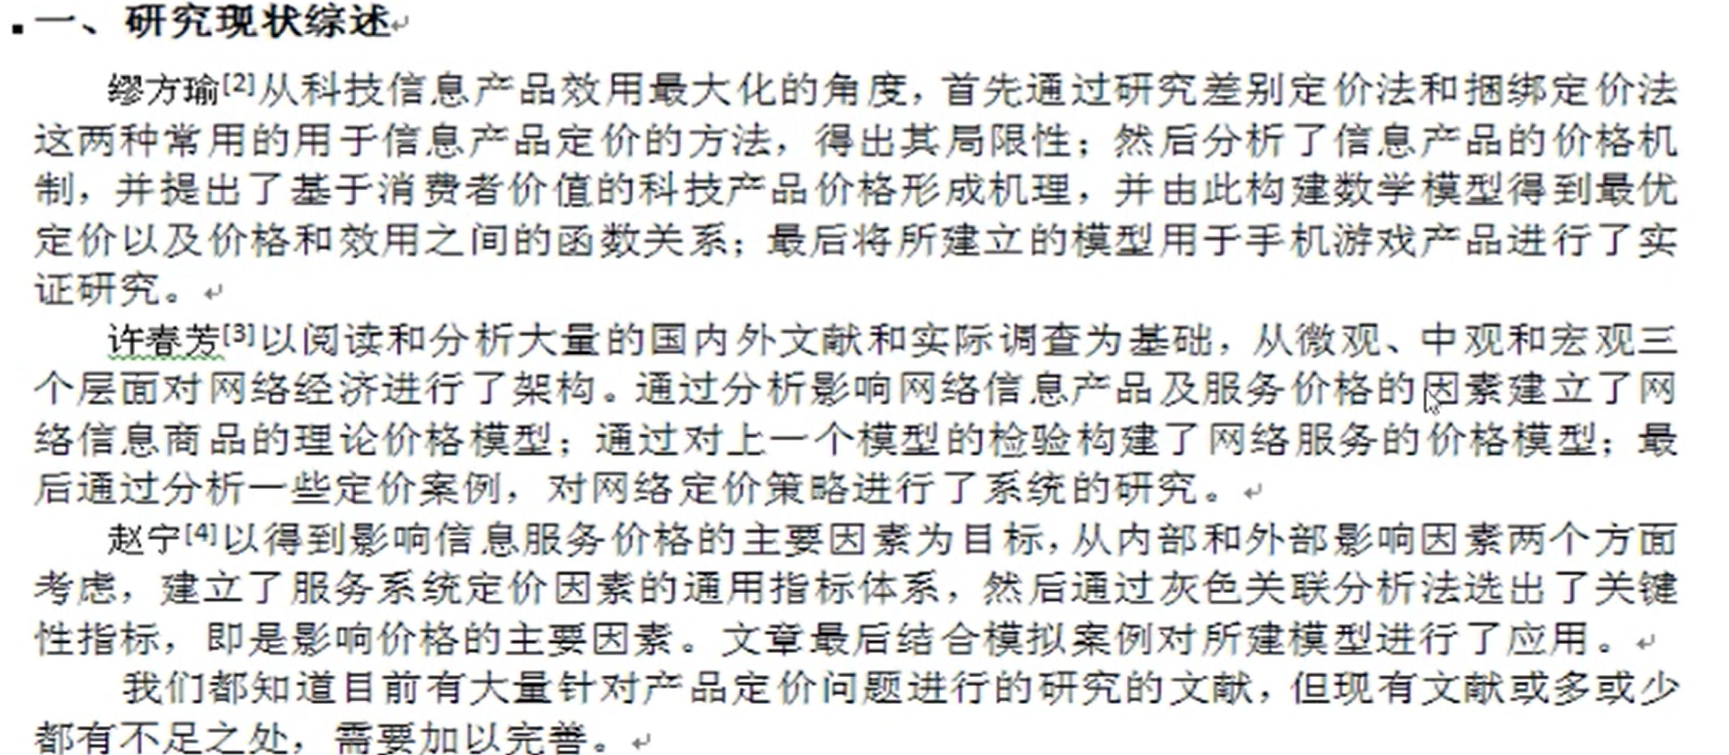 一、研究现状综述
缪方瑜[2]从科技信息产品效用最大化的角度，首先通过研究差别定价法和捆绑定价法
这两种常用的用于信息产品定价的方法，得出其局限性；然后分析了信息产品的价格机
制，并提出了基于消费者价值的科技产品价格形成机理，并由此构建数学模型得到最优
定价以及价格和效用之间的函数关系；最后将所建立的模型用于手机游戏产品进行了实
证研究。
许春芳[3]以阅读和分析大量的国内外文献和实际调查为基础，从微观、中观和宏观三
个层面对网络经济进行了架构。通过分析影响网络信息产品及服务价格的因素建立了网
络信息商品的理论价格模型；通过对上一个模型的检验构建了网络服务的价格模型；最
后通过分析一些定价案例，对网络定价策略进行了系统的研究。
赵宁[4]以得到影响信息服务价格的主要因素为目标，从内部和外部影响因素两个方面
考虑，建立了服务系统定价因素的通用指标体系，然后通过灰色关联分析法选出了关键
性指标，即是影响价格的主要因素。文章最后结合模拟案例对所建模型进行了应用。
我们都知道目前有大量针对产品定价问题进行的研究的文献，但现有文献或多或少
都有不足之处，需要加以完善。